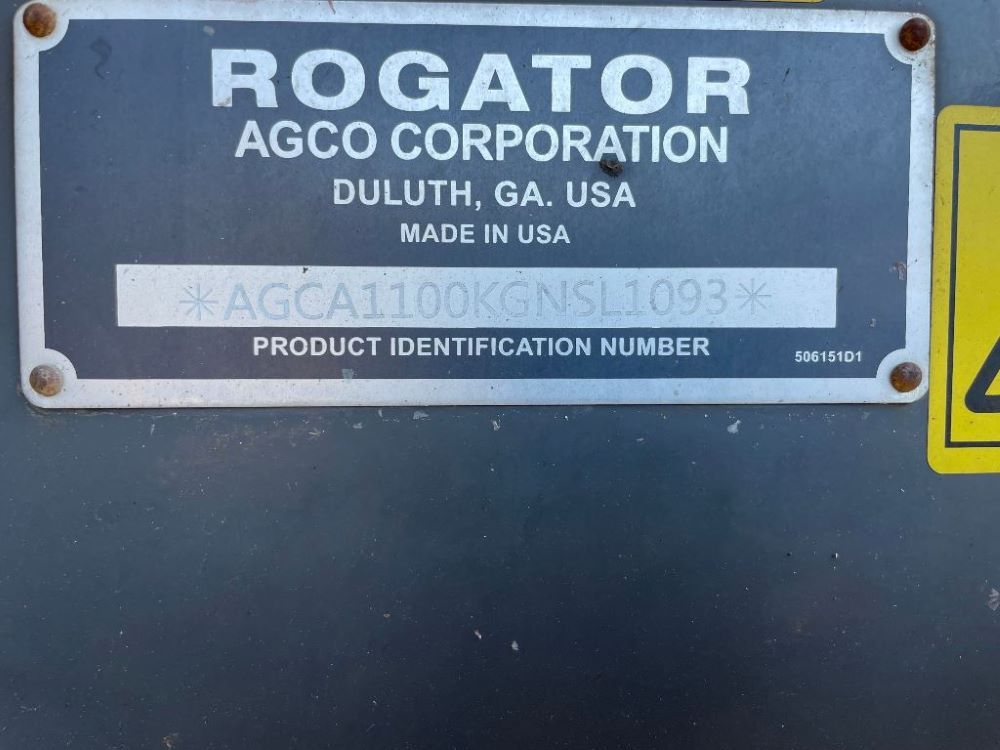 ROGATOR
AGCO CORPORATION
DULUTH, GA. USA
MADE IN USA
*AGCA1100KGNSL1093*
PRODUCT IDENTIFICATION NUMBER
506151D1